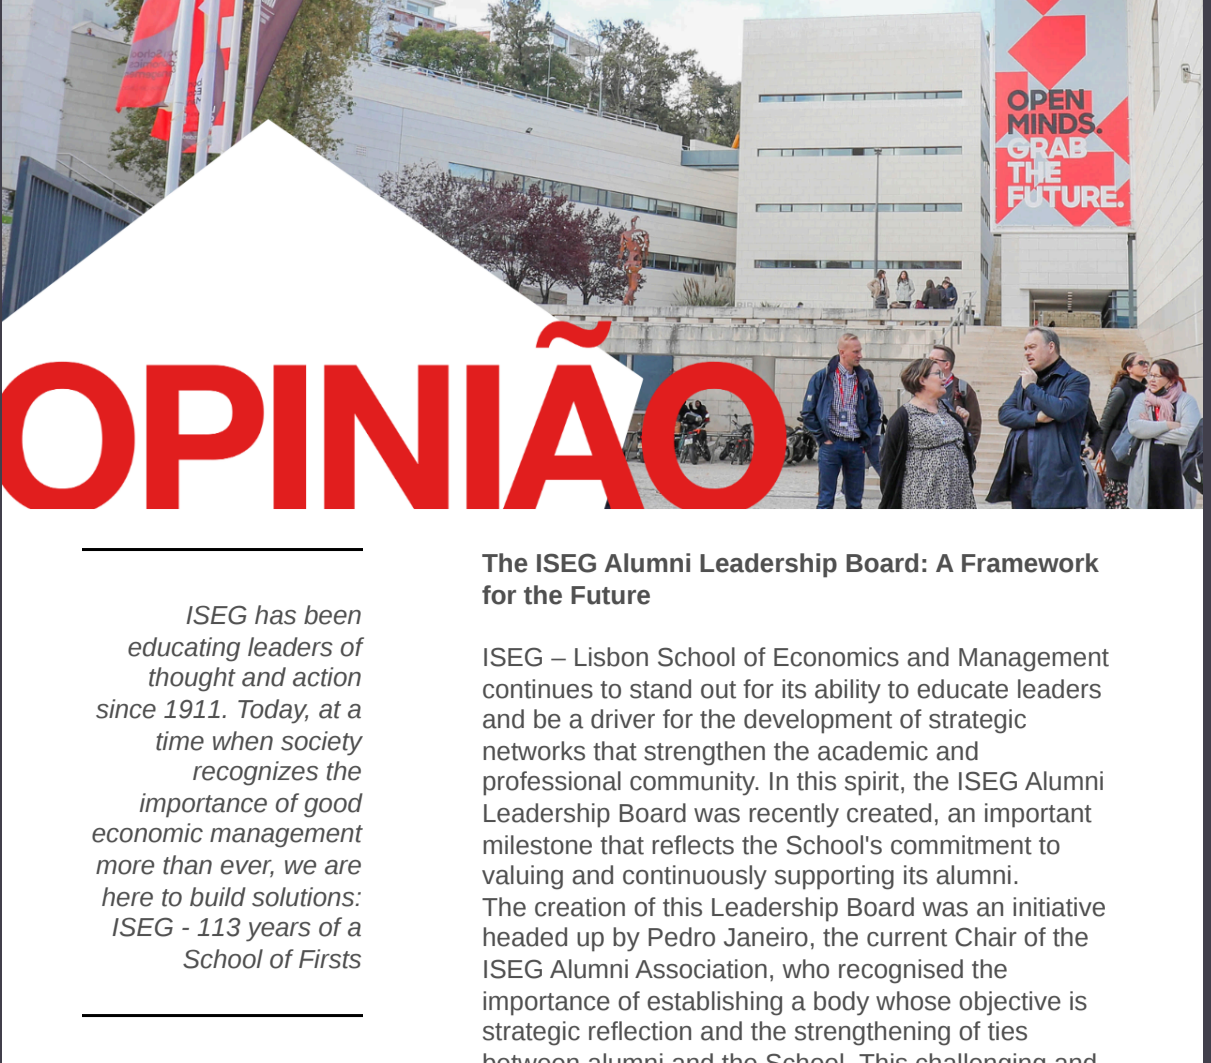 OPEN
MINDS.
GRAB
THE
FUTURE.
OPINIÃO
ISEG has been
educating leaders of
thought and action
since 1911. Today, at a
time when society
recognizes the
importance of good
economic management
more than ever, we are
here to build solutions:
ISEG - 113 years of a
School of Firsts
The ISEG Alumni Leadership Board: A Framework
for the Future
ISEG – Lisbon School of Economics and Management
continues to stand out for its ability to educate leaders
and be a driver for the development of strategic
networks that strengthen the academic and
professional community. In this spirit, the ISEG Alumni
Leadership Board was recently created, an important
milestone that reflects the School's commitment to
valuing and continuously supporting its alumni.
The creation of this Leadership Board was an initiative
headed up by Pedro Janeiro, the current Chair of the
ISEG Alumni Association, who recognised the
importance of establishing a body whose objective is
strategic reflection and the strengthening of ties
between alumni and the School. This challenging and